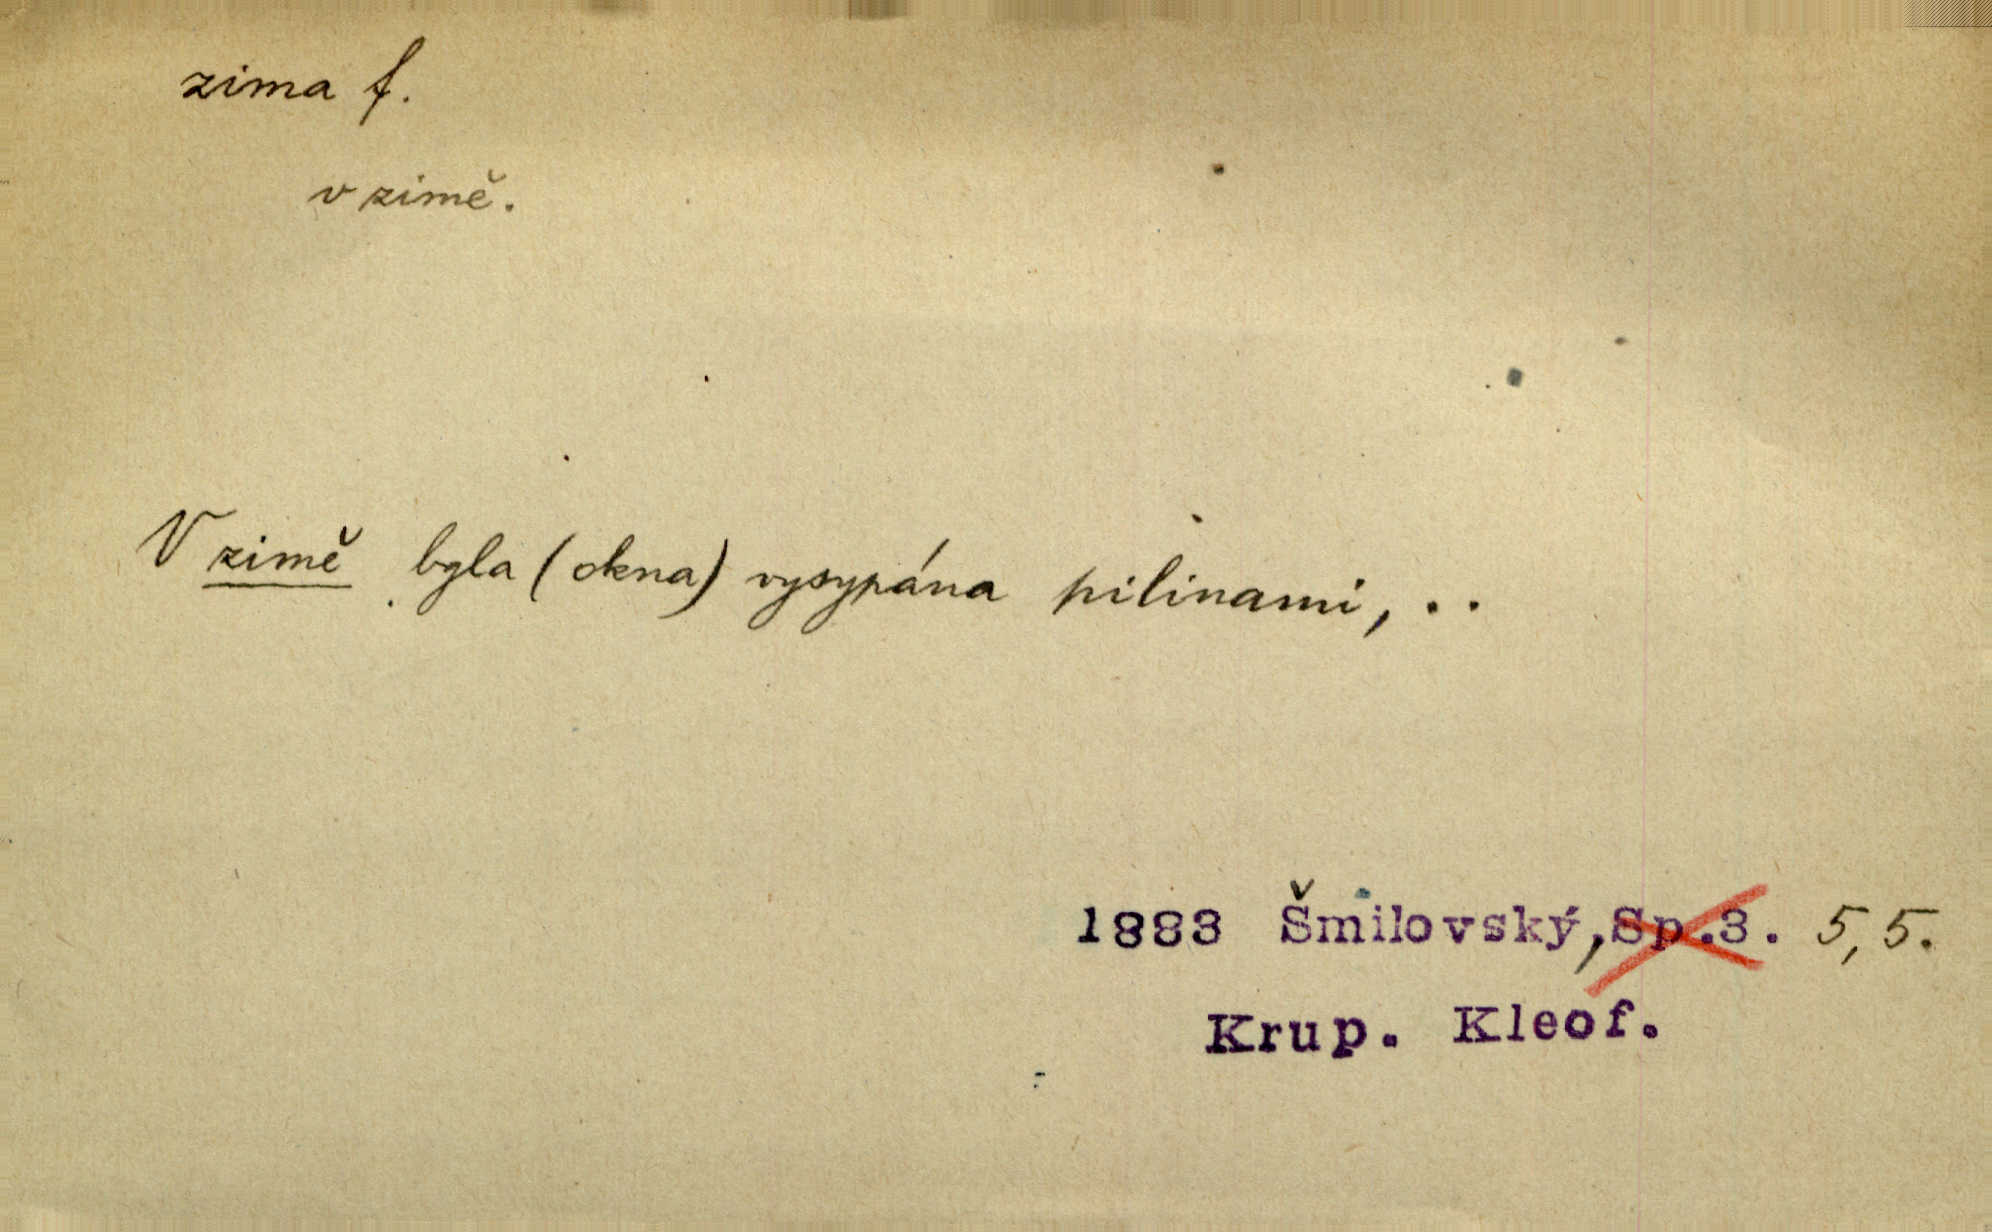 zima f.
v zimě.
V zimě byla (okna) vysypána pilinami, ..
1883 Šmilovský, Sp.3. 5, 5.
Krup. Kleof.